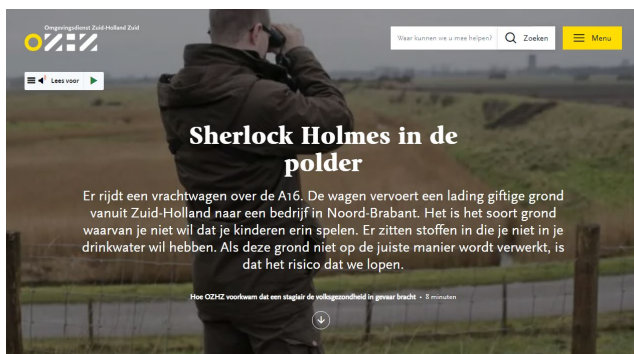 Omgevingsdienst Zuid-Holland Zuid
OZHZ
Waar kunnen we u mee helpen?
Zoeken
Menu
Lees voor
Sherlock Holmes in de
polder
Er rijdt een vrachtwagen over de A16. De wagen vervoert een lading giftige grond
vanuit Zuid-Holland naar een bedrijf in Noord-Brabant. Het is het soort grond
waarvan je niet wil dat je kinderen erin spelen. Er zitten stoffen in die je niet in je
drinkwater wil hebben. Als deze grond niet op de juiste manier wordt verwerkt, is
dat het risico dat we lopen.
Hoe OZHZ voorkwam dat een stagiair de volksgezondheid in gevaar bracht • 8 minuten